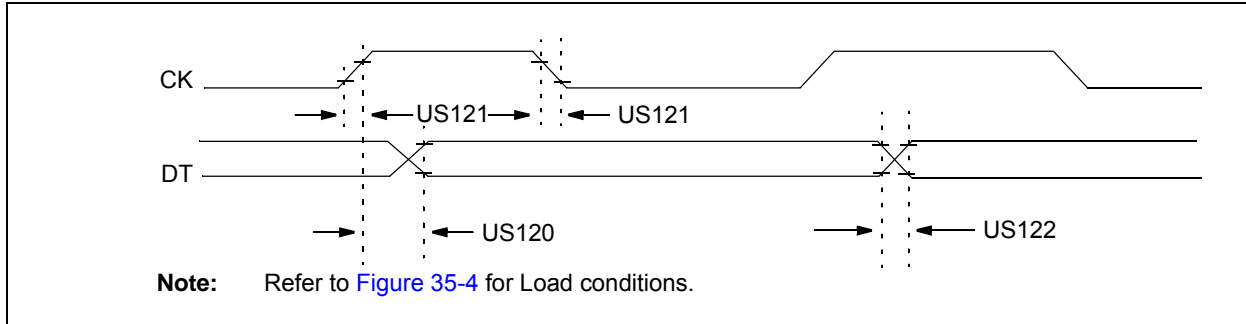 CK
US121 US121
DT
US120 US122
Note: Refer to Figure 35-4 for Load conditions.